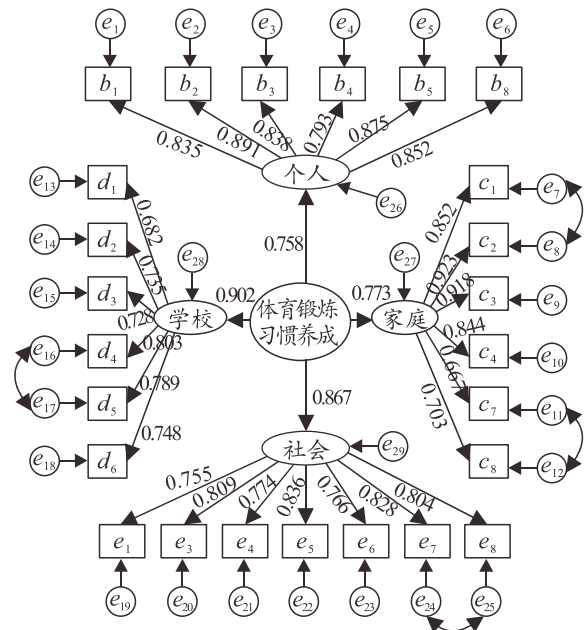 e₁ e₂ e₃ e₄ e₅ e₆
b₁ b₂ b₃ b₄ b₅ b₈
0.835 0.891 0.838 0.793 0.875 0.852
个人
e₂₆
0.758
e₁₃ d₁
e₁₄ d₂
e₁₅ d₃
e₁₆ d₄
e₁₇ d₅
e₁₈ d₆
0.682
0.735
0.728
0.803
0.789
0.748
e₂₈
学校
0.902
体育锻炼
习惯养成
0.773
e₂₇
家庭
0.852
0.923
0.918
0.844
0.667
0.703
c₁ e₇
c₂ e₈
c₃ e₉
c₄ e₁₀
c₇ e₁₁
c₈ e₁₂
0.867
社会
e₂₉
0.755 0.809 0.774 0.836 0.766 0.828 0.804
e₁ e₃ e₄ e₅ e₆ e₇ e₈
e₁₉ e₂₀ e₂₁ e₂₂ e₂₃ e₂₄ e₂₅